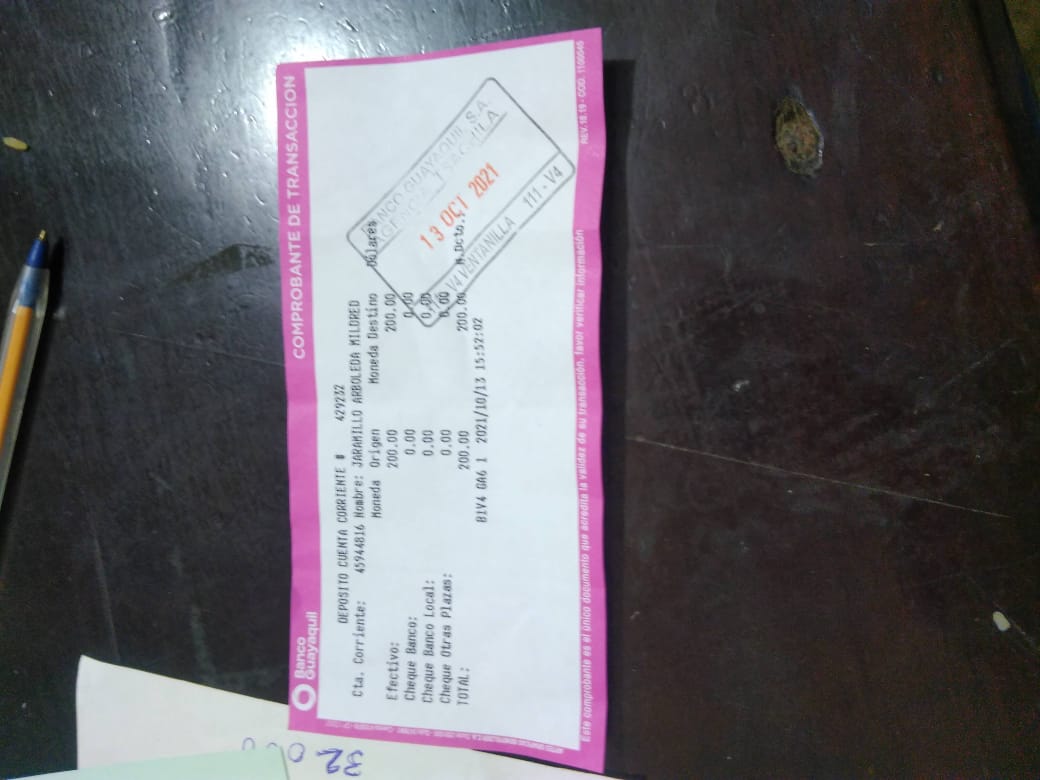 Banco
Guayaquil
COMPROBANTE DE TRANSACCION
DEPOSITO CUENTA CORRIENTE # 429232
Cta. Corriente: 45944816 Nombre: JARAMILLO ARBOLEDA MILDRED
Moneda Origen Moneda Destino Dólares
Efectivo: 200.00 200.00
Cheque Banco: 0.00 0.00
Cheque Banco Local: 0.00 0.00
Cheque Otras Plazas: 0.00 0.00
TOTAL: 200.00 200.00 N.Dcto.:
B1V4 GA6 1 2021/10/13 15:52:02
BANCO GUAYAQUIL S.A.
AGENCIA
13 OCT 2021
V4 VENTANILLA 111 - V4
Este comprobante es el único documento que acredita la validez de su transacción, favor verificar información
REV. 18.19 - COD. 1100045
32